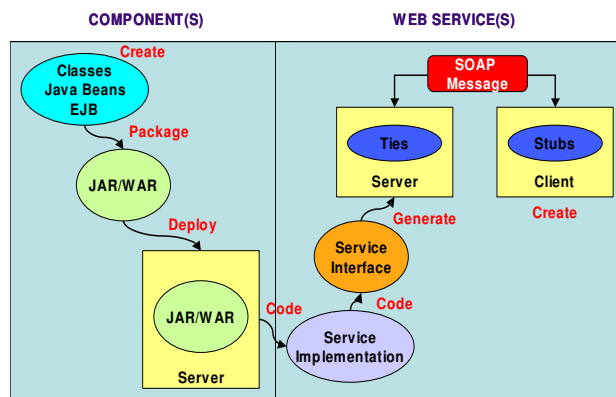 COMPONENT(S)
WEB SERVICE(S)
Create
Classes
Java Beans
EJB
Package
JAR/WAR
Deploy
JAR/WAR
Server
Code
Service
Implementation
Code
Service
Interface
Generate
Ties
Server
SOAP
Message
Stubs
Client
Create